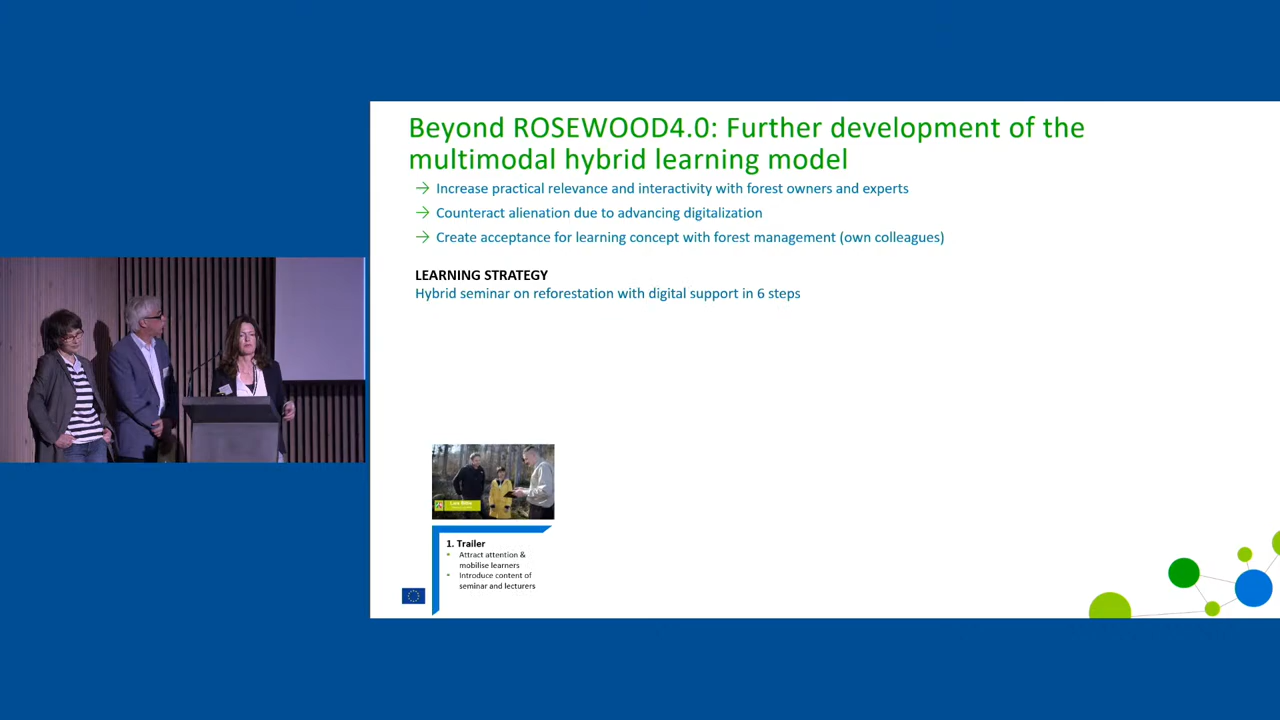 Beyond ROSEWOOD4.0: Further development of the
multimodal hybrid learning model
→ Increase practical relevance and interactivity with forest owners and experts
→ Counteract alienation due to advancing digitalization
→ Create acceptance for learning concept with forest management (own colleagues)
LEARNING STRATEGY
Hybrid seminar on reforestation with digital support in 6 steps
1. Trailer
• Attract attention &
mobilise learners
• Introduce content of
seminar and lecturers